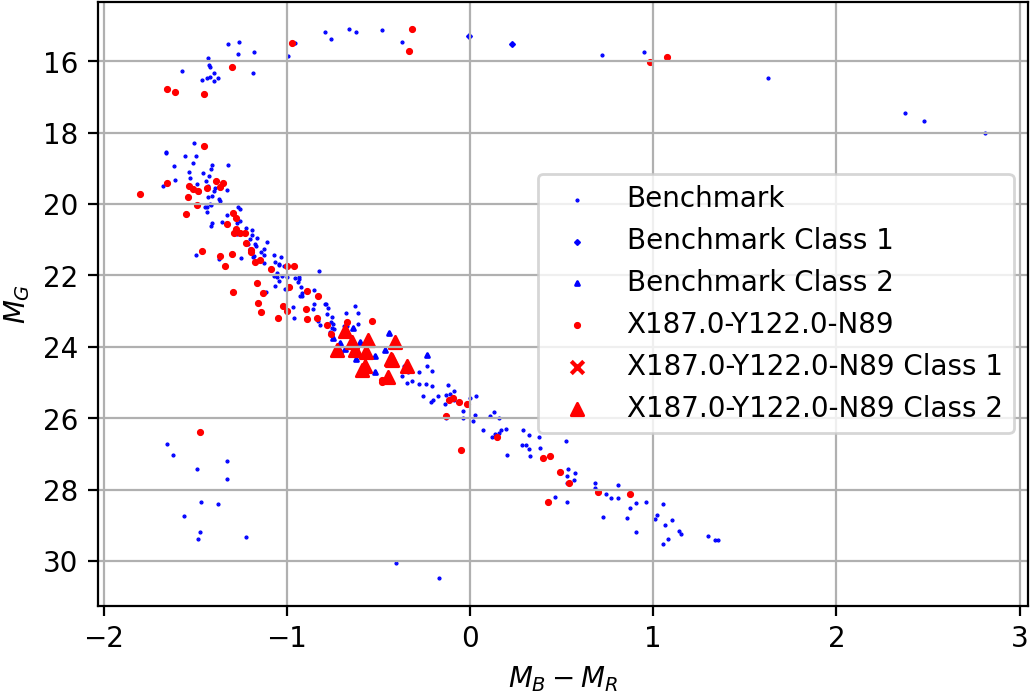 16
18
20
22
24
26
28
30
M_G
−2
−1
0
1
2
3
M_B − M_R
Benchmark
Benchmark Class 1
Benchmark Class 2
X187.0-Y122.0-N89
X187.0-Y122.0-N89 Class 1
X187.0-Y122.0-N89 Class 2